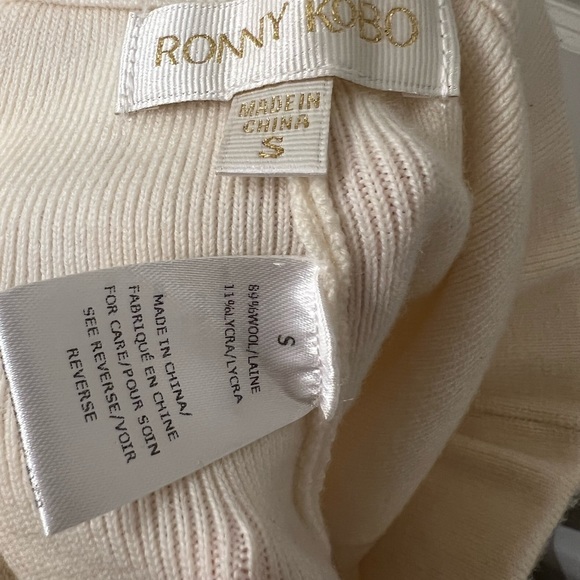 RONNY KOBO
MADE IN
CHINA
S
S
89%WOOL/LAINE
11%LYCRA/LYCRA
MADE IN CHINA/
FABRIQUÉ EN CHINE
FOR CARE/POUR SOIN
SEE REVERSE/VOIR
REVERSE